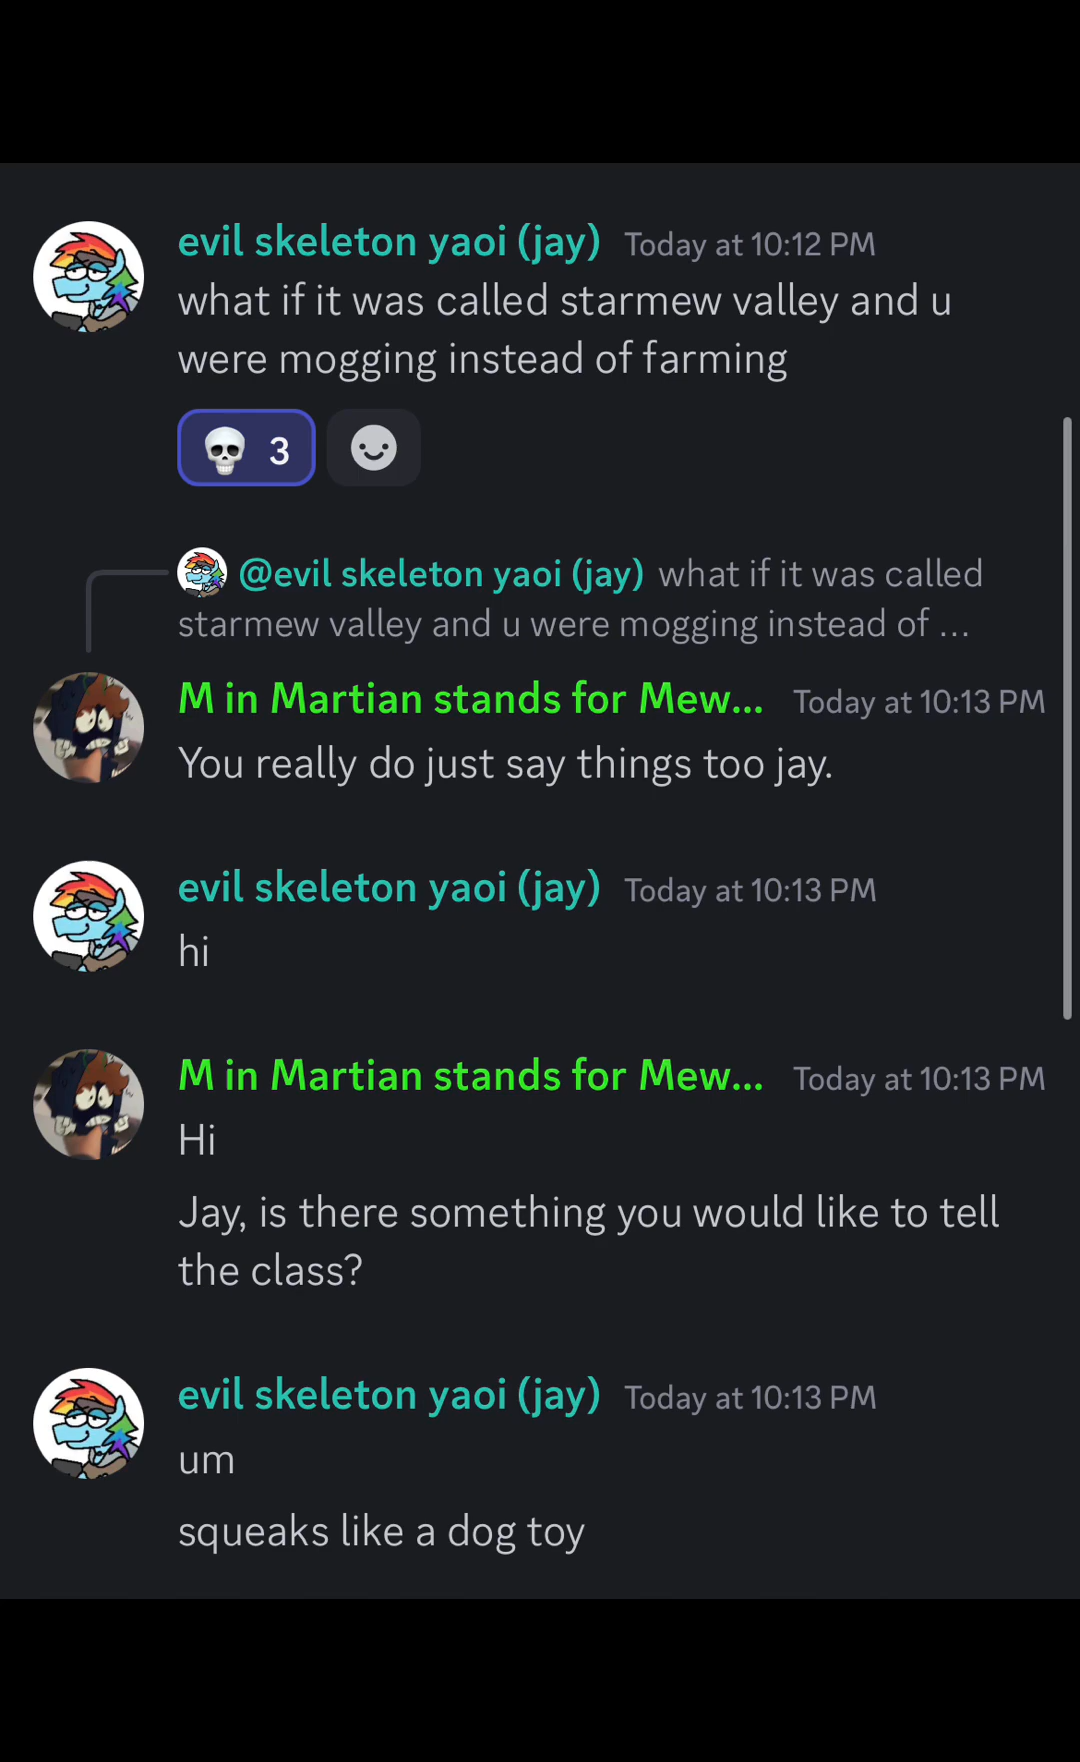 evil skeleton yaoi (jay) Today at 10:12 PM
what if it was called starmew valley and u
were mogging instead of farming
💀 3
@evil skeleton yaoi (jay) what if it was called
starmew valley and u were mogging instead of ...
M in Martian stands for Mew... Today at 10:13 PM
You really do just say things too jay.
evil skeleton yaoi (jay) Today at 10:13 PM
hi
M in Martian stands for Mew... Today at 10:13 PM
Hi
Jay, is there something you would like to tell
the class?
evil skeleton yaoi (jay) Today at 10:13 PM
um
squeaks like a dog toy